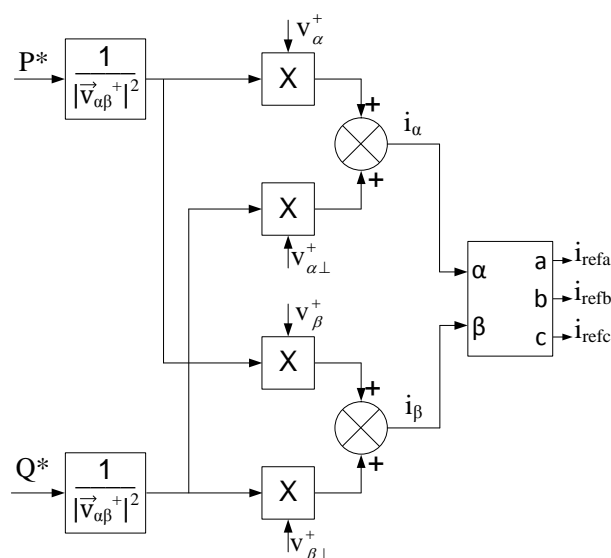 P*
1
|v⃗αβ⁺|²
v⁺α
X
+
+
iα
X
v⁺α⊥
α
β
a
b
c
irefa
irefb
irefc
v⁺β
X
+
+
iβ
Q*
1
|v⃗αβ⁺|²
X
v⁺β⊥